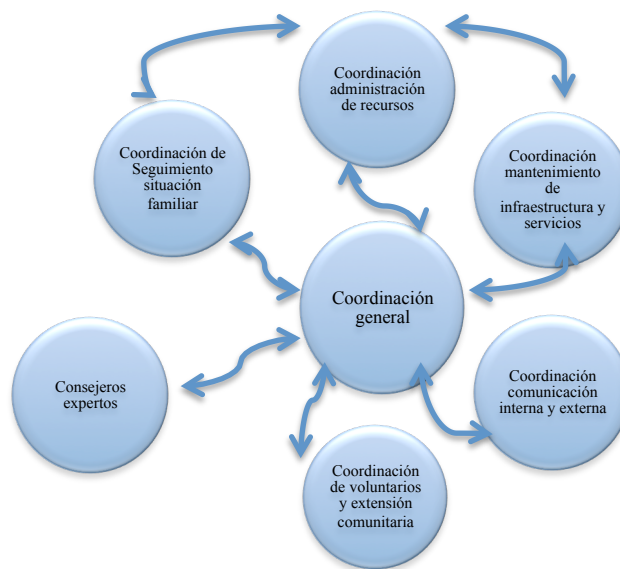 Coordinación
administración
de recursos
Coordinación de
Seguimiento
situación
familiar
Coordinación
mantenimiento
de
infraestructura y
servicios
Coordinación
general
Consejeros
expertos
Coordinación
comunicación
interna y externa
Coordinación
de voluntarios
y extensión
comunitaria